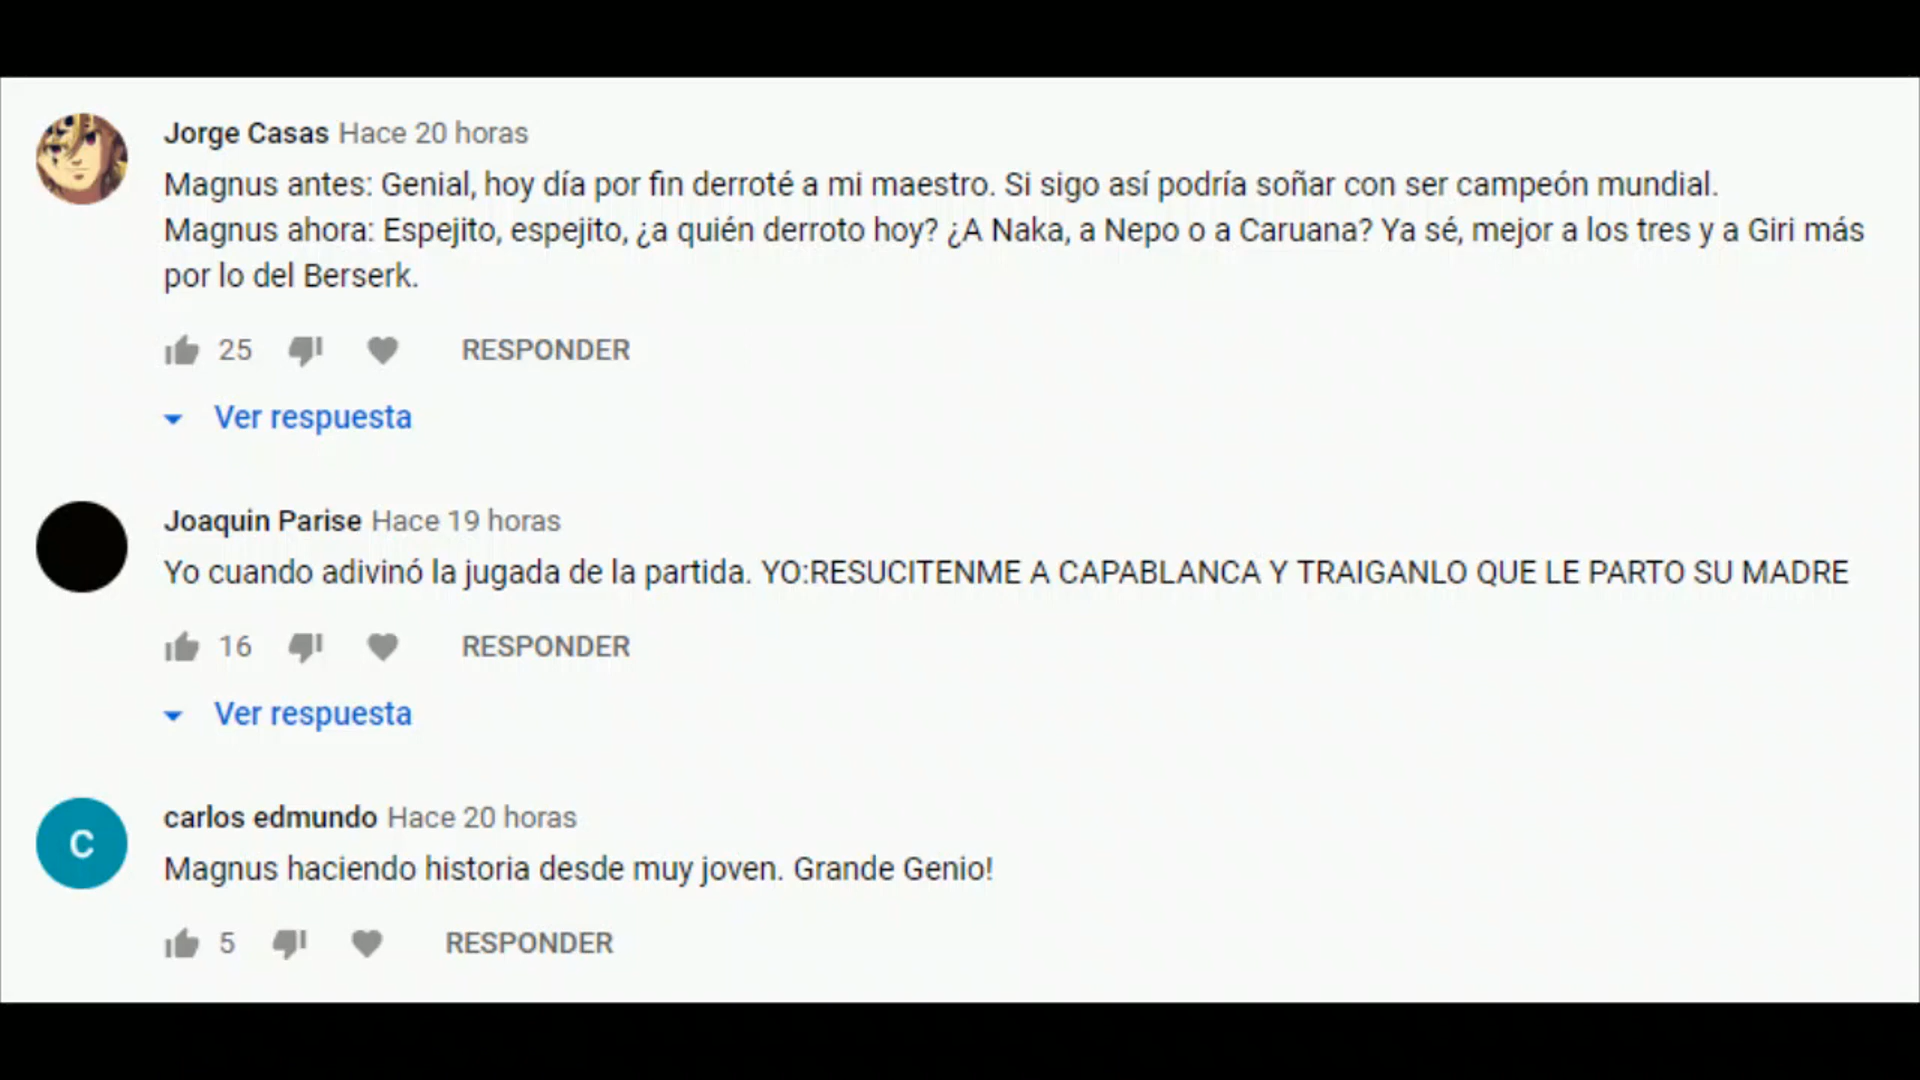 Jorge Casas Hace 20 horas
Magnus antes: Genial, hoy día por fin derroté a mi maestro. Si sigo así podría soñar con ser campeón mundial.
Magnus ahora: Espejito, espejito, ¿a quién derroto hoy? ¿A Naka, a Nepo o a Caruana? Ya sé, mejor a los tres y a Giri más
por lo del Berserk.
25 RESPONDER
Ver respuesta
Joaquin Parise Hace 19 horas
Yo cuando adivinó la jugada de la partida. YO:RESUCITENME A CAPABLANCA Y TRAIGANLO QUE LE PARTO SU MADRE
16 RESPONDER
Ver respuesta
C
carlos edmundo Hace 20 horas
Magnus haciendo historia desde muy joven. Grande Genio!
5 RESPONDER